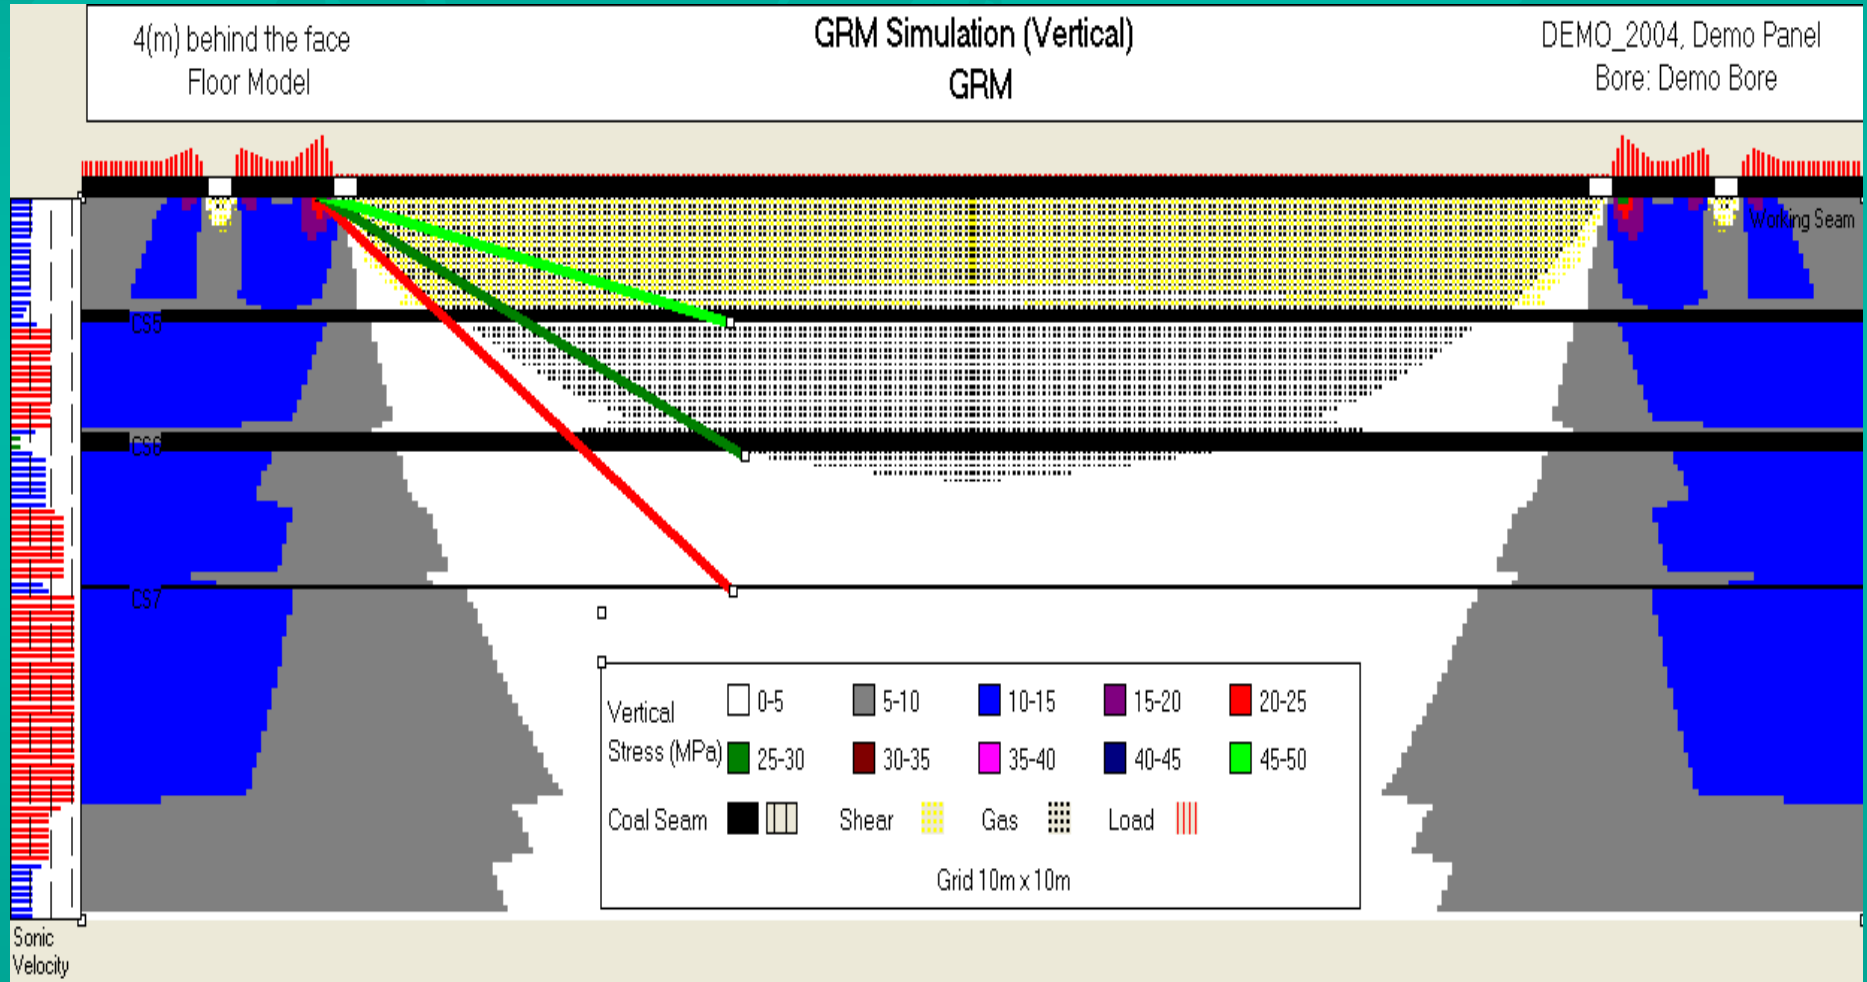 4(m) behind the face
Floor Model
GRM Simulation (Vertical)
GRM
DEMO_2004, Demo Panel
Bore: Demo Bore
Working Seam
CS5
CS6
CS7
Vertical
Stress (MPa)
0-5
5-10
10-15
15-20
20-25
25-30
30-35
35-40
40-45
45-50
Coal Seam
Shear
Gas
Load
Grid 10m x 10m
Sonic
Velocity